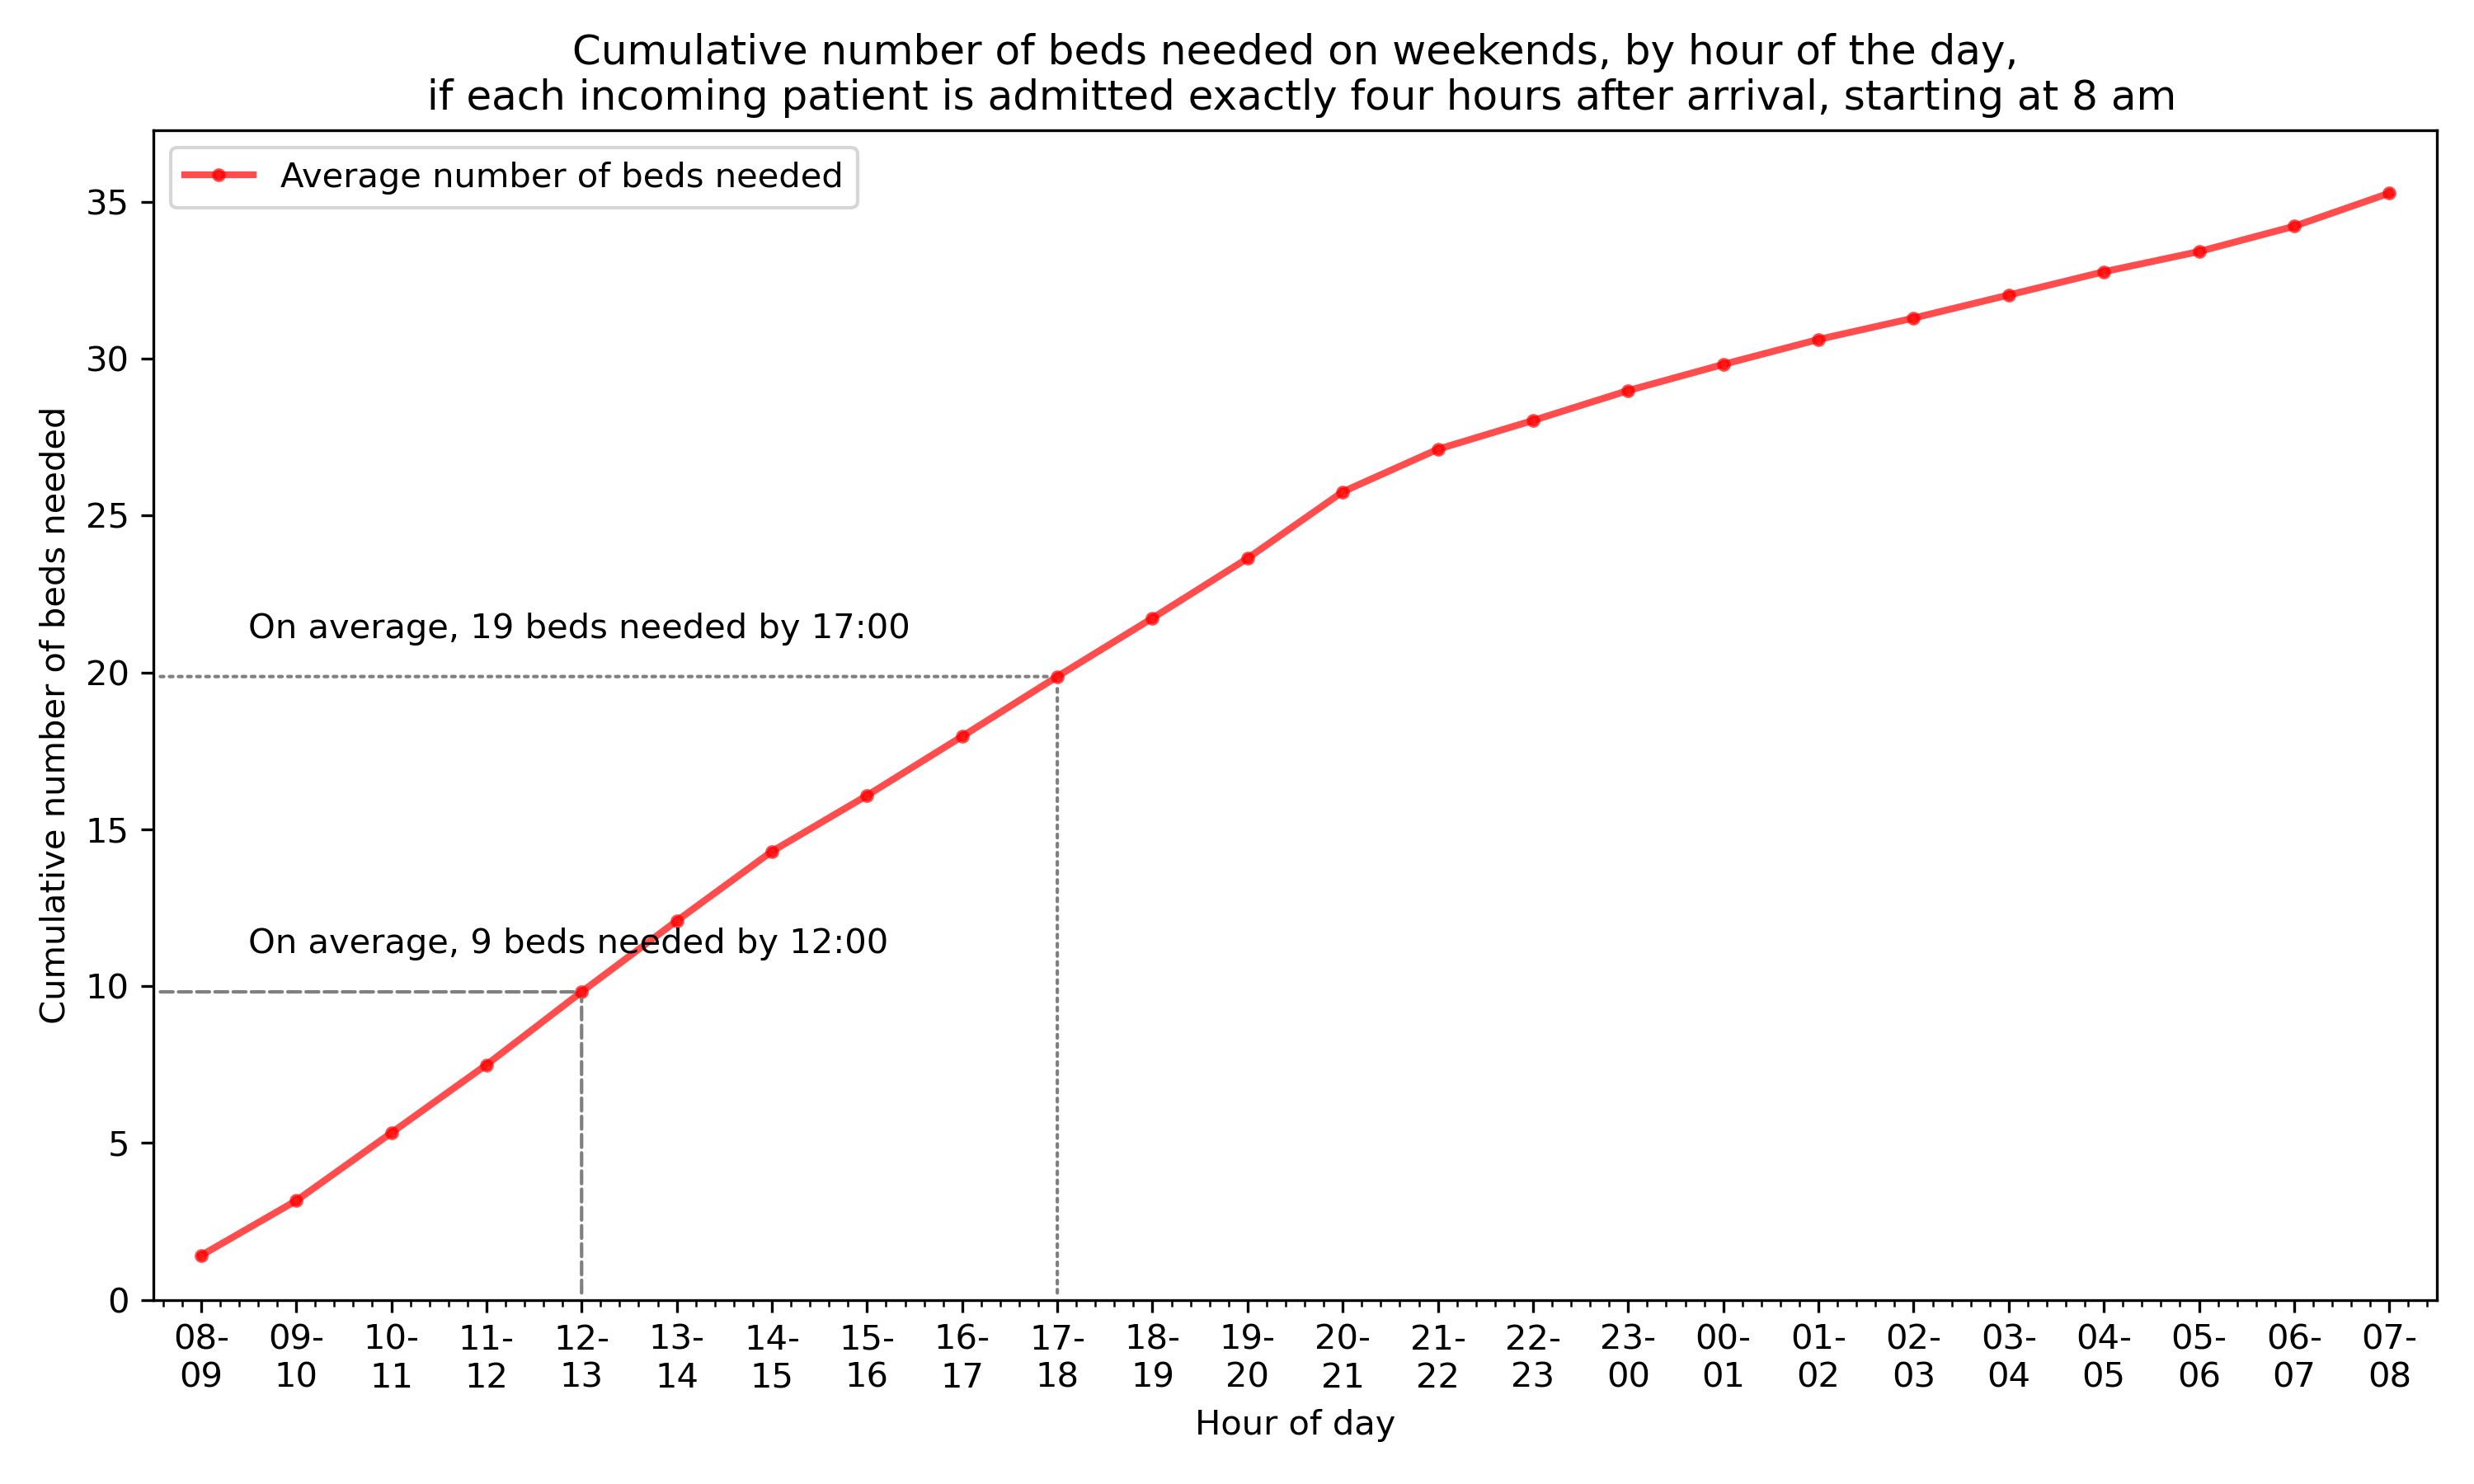 Cumulative number of beds needed on weekends, by hour of the day,
if each incoming patient is admitted exactly four hours after arrival, starting at 8 am
Average number of beds needed
Cumulative number of beds needed
35
30
25
20
15
10
5
0
On average, 19 beds needed by 17:00
On average, 9 beds needed by 12:00
08- 09- 10- 11- 12- 13- 14- 15- 16- 17- 18- 19- 20- 21- 22- 23- 00- 01- 02- 03- 04- 05- 06- 07-
09 10 11 12 13 14 15 16 17 18 19 20 21 22 23 00 01 02 03 04 05 06 07 08
Hour of day